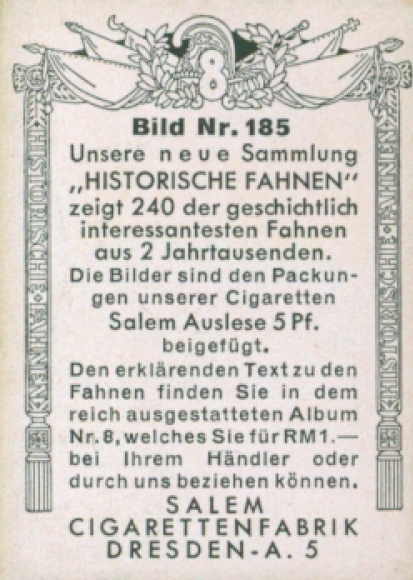 8
Bild Nr. 185
Unsere neue Sammlung
„HISTORISCHE FAHNEN“
zeigt 240 der geschichtlich
interessantesten Fahnen
aus 2 Jahrtausenden.
Die Bilder sind den Packun-
gen unserer Cigaretten
Salem Auslese 5 Pf.
beigefügt.
Den erklärenden Text zu den
Fahnen finden Sie in dem
reich ausgestatteten Album
Nr. 8, welches Sie für RM1.—
bei Ihrem Händler oder
durch uns beziehen können.
SALEM
CIGARETTENFABRIK
DRESDEN-A. 5
HISTORISCHE FAHNEN
HISTORISCHE FAHNEN